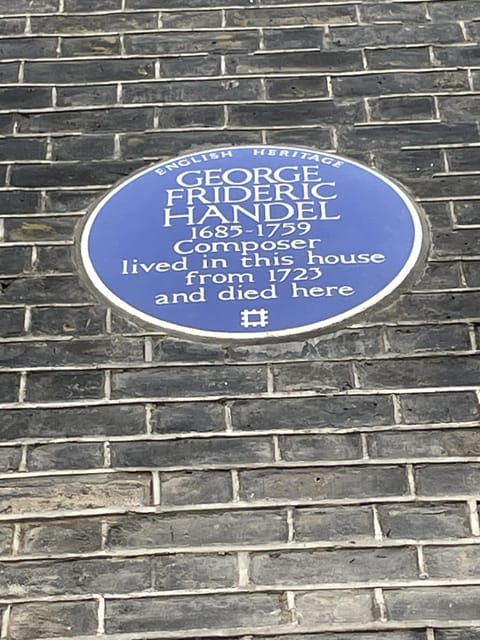 ENGLISH HERITAGE
GEORGE
FRIDERIC
HANDEL
1685-1759
Composer
lived in this house
from 1723
and died here